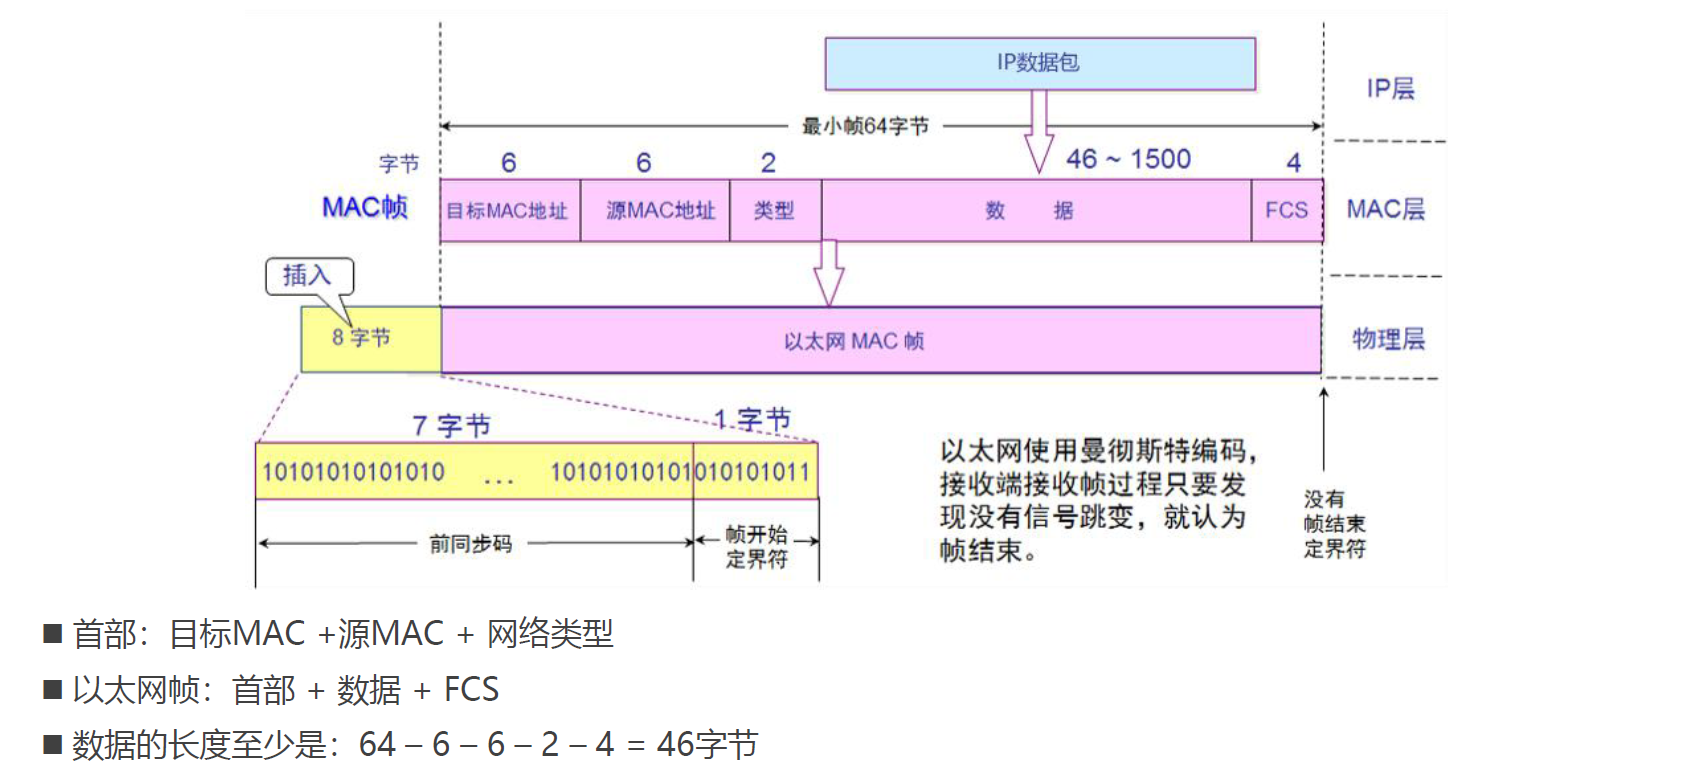 IP数据包
IP层
最小帧64字节
字节 6 6 2 46 ~ 1500 4
MAC帧 目标MAC地址 源MAC地址 类型 数 据 FCS MAC层
插入
8 字节 以太网 MAC 帧 物理层
7 字节 1 字节
10101010101010 ... 10101010101010101011
前同步码
帧开始
定界符
以太网使用曼彻斯特编码，
接收端接收帧过程只要发
现没有信号跳变，就认为
帧结束。
没有
帧结束
定界符
■ 首部：目标MAC +源MAC + 网络类型
■ 以太网帧：首部 + 数据 + FCS
■ 数据的长度至少是：64 – 6 – 6 – 2 – 4 = 46字节